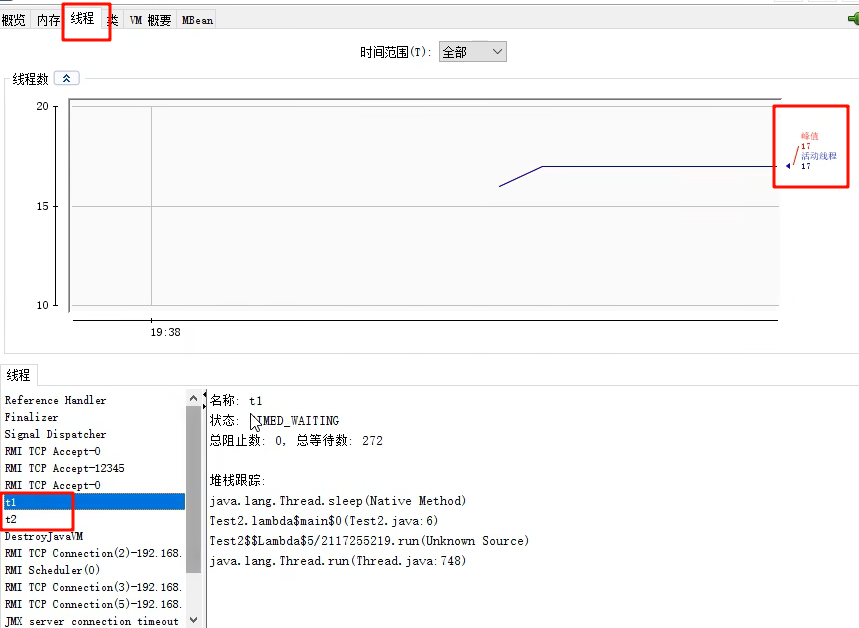 概览 内存 线程 类 VM 概要 MBean
时间范围(T): 全部
线程数
20
15
10
19:38
峰值
17
活动线程
17
线程
Reference Handler
Finalizer
Signal Dispatcher
RMI TCP Accept-0
RMI TCP Accept-12345
RMI TCP Accept-0
t1
t2
DestroyJavaVM
RMI TCP Connection(2)-192.168.
RMI Scheduler(0)
RMI TCP Connection(3)-192.168.
RMI TCP Connection(5)-192.168.
JMX server connection timeout
名称: t1
状态: TIMED_WAITING
总阻止数: 0, 总等待数: 272
堆栈跟踪:
java.lang.Thread.sleep(Native Method)
Test2.lambda$main$0(Test2.java:6)
Test2$$Lambda$5/2117255219.run(Unknown Source)
java.lang.Thread.run(Thread.java:748)